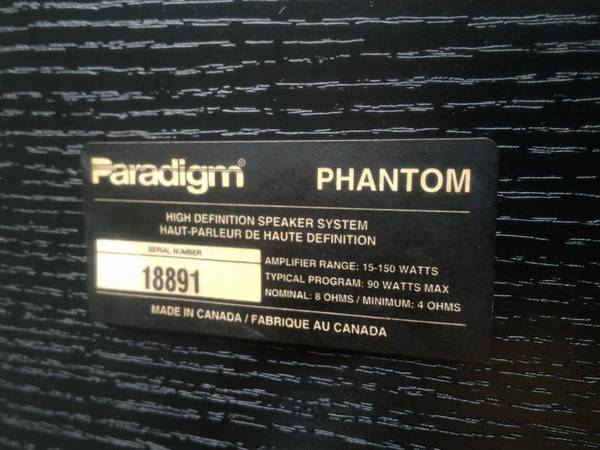 Paradigm® PHANTOM
HIGH DEFINITION SPEAKER SYSTEM
HAUT-PARLEUR DE HAUTE DEFINITION
SERIAL NUMBER
18891
AMPLIFIER RANGE: 15-150 WATTS
TYPICAL PROGRAM: 90 WATTS MAX
NOMINAL: 8 OHMS / MINIMUM: 4 OHMS
MADE IN CANADA / FABRIQUE AU CANADA